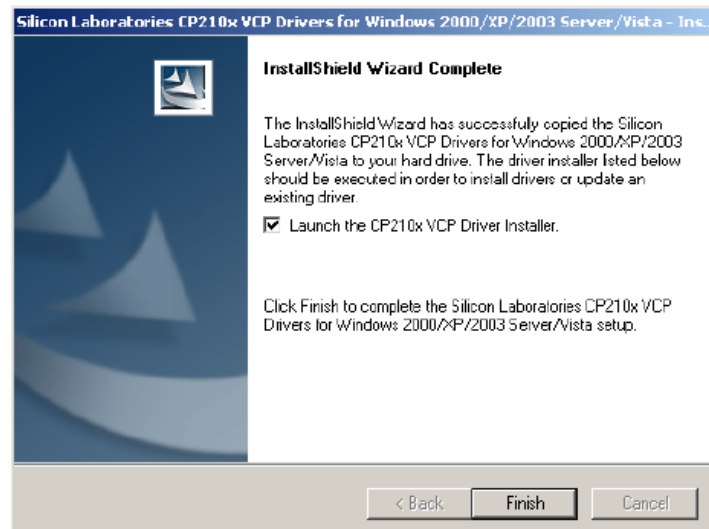 Silicon Laboratories CP210x VCP Drivers for Windows 2000/XP/2003 Server/Vista - Ins...
InstallShield Wizard Complete
The InstallShield Wizard has successfully copied the Silicon
Laboratories CP210x VCP Drivers for Windows 2000/XP/2003
Server/Vista to your hard drive. The driver installer listed below
should be executed in order to install drivers or update an
existing driver.
Launch the CP210x VCP Driver Installer.
Click Finish to complete the Silicon Laboratories CP210x VCP
Drivers for Windows 2000/XP/2003 Server/Vista setup.
< Back
Finish
Cancel